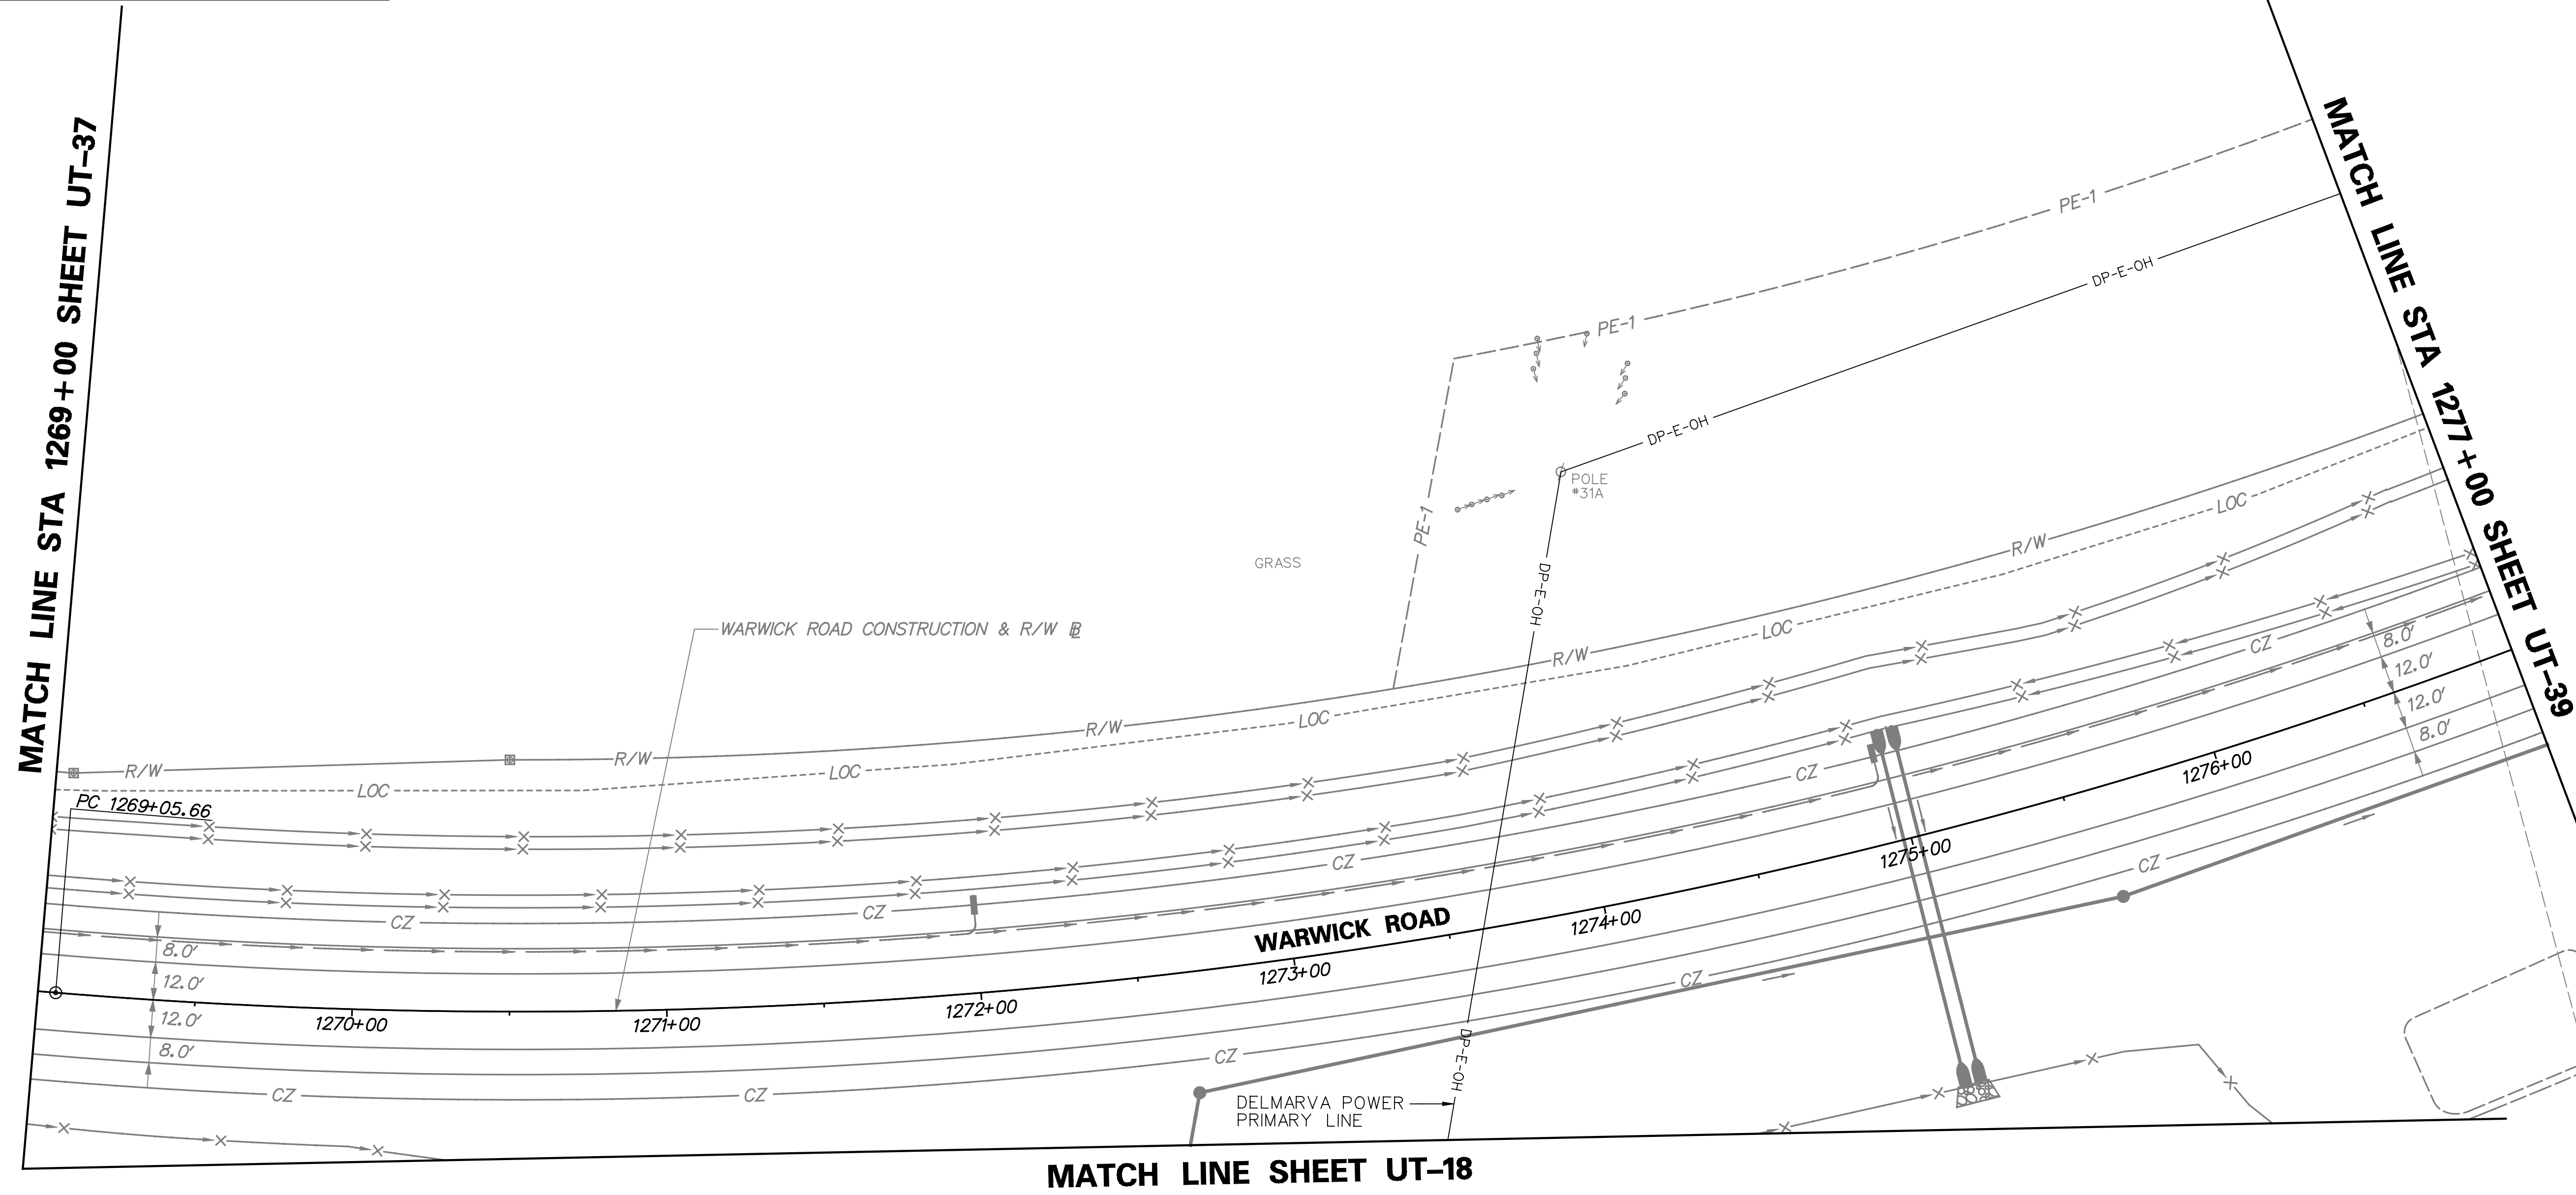 MATCH LINE STA 1269+00 SHEET UT-37
MATCH LINE STA 1277+00 SHEET UT-39
PE-1
DP-E-OH
PE-1
DP-E-OH
POLE
#31A
PE-1
LOC
R/W
GRASS
DP-E-OH
WARWICK ROAD CONSTRUCTION & R/W BL
LOC
R/W
CZ
8.0'
12.0'
12.0'
8.0'
R/W
LOC
R/W
R/W
LOC
LOC
PC 1269+05.66
CZ
1276+00
CZ
CZ
CZ
1275+00
CZ
WARWICK ROAD
1274+00
8.0'
12.0'
12.0'
8.0'
1273+00
CZ
1272+00
1270+00
1271+00
CZ
DP-E-OH
CZ
CZ
DELMARVA POWER
PRIMARY LINE
MATCH LINE SHEET UT-18